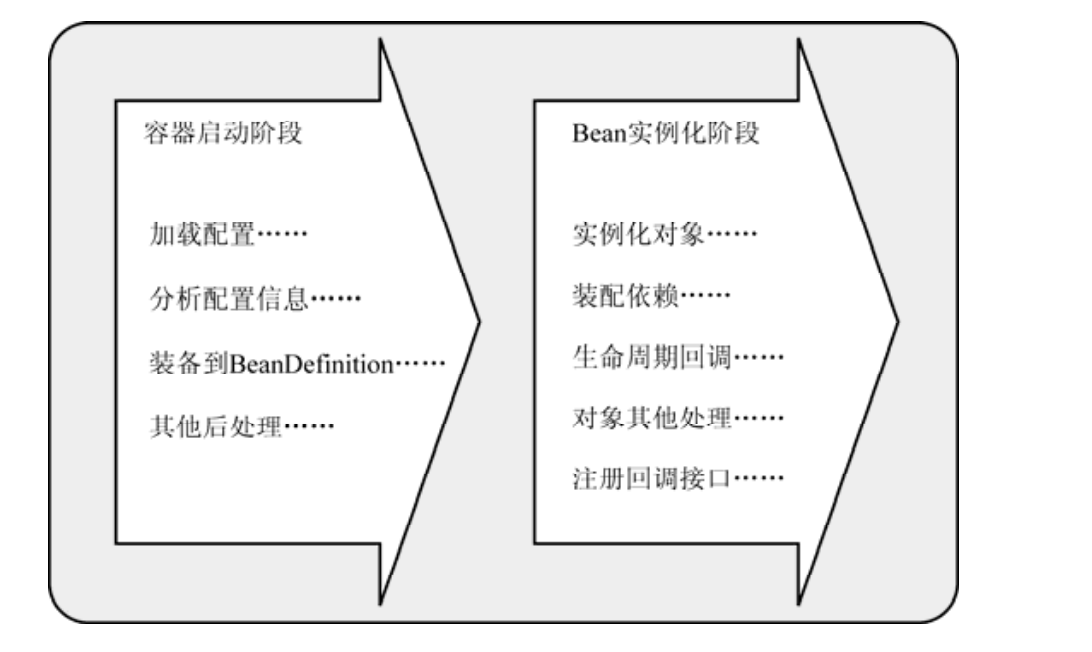 容器启动阶段
加载配置……
分析配置信息……
装备到BeanDefinition……
其他后处理……
Bean实例化阶段
实例化对象……
装配依赖……
生命周期回调……
对象其他处理……
注册回调接口……